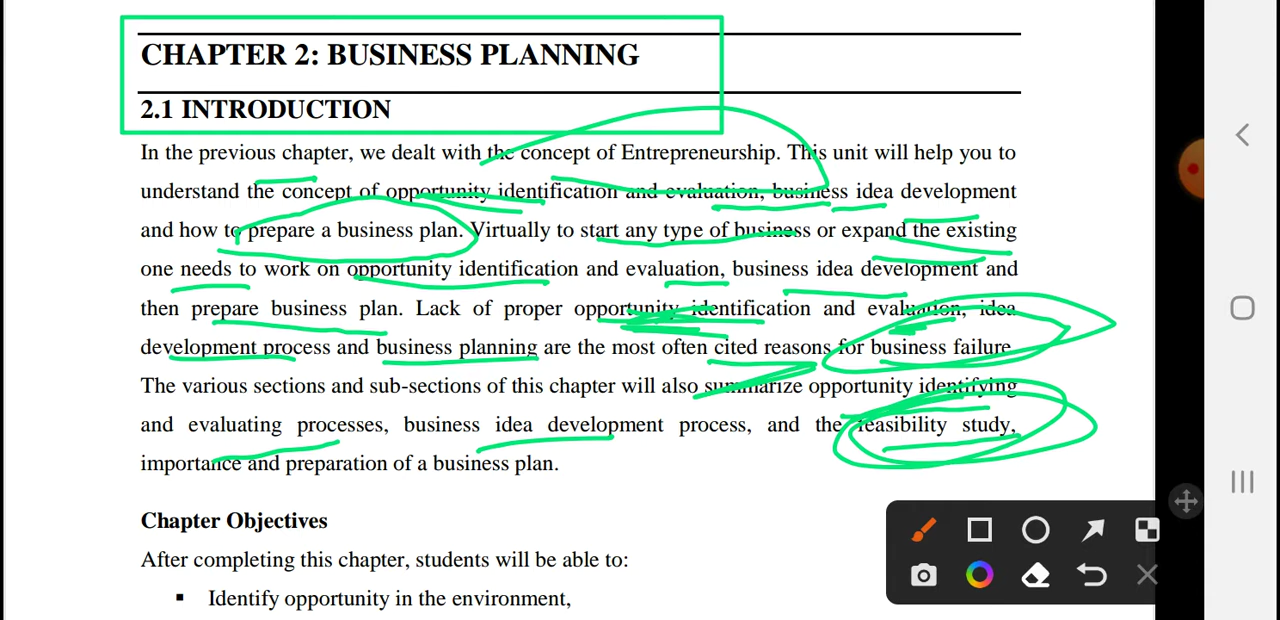 CHAPTER 2: BUSINESS PLANNING
2.1 INTRODUCTION
In the previous chapter, we dealt with the concept of Entrepreneurship. This unit will help you to
understand the concept of opportunity identification and evaluation, business idea development
and how to prepare a business plan. Virtually to start any type of business or expand the existing
one needs to work on opportunity identification and evaluation, business idea development and
then prepare business plan. Lack of proper opportunity identification and evaluation, idea
development process and business planning are the most often cited reasons for business failure.
The various sections and sub-sections of this chapter will also summarize opportunity identifying
and evaluating processes, business idea development process, and the feasibility study,
importance and preparation of a business plan.
Chapter Objectives
After completing this chapter, students will be able to:
▪ Identify opportunity in the environment,